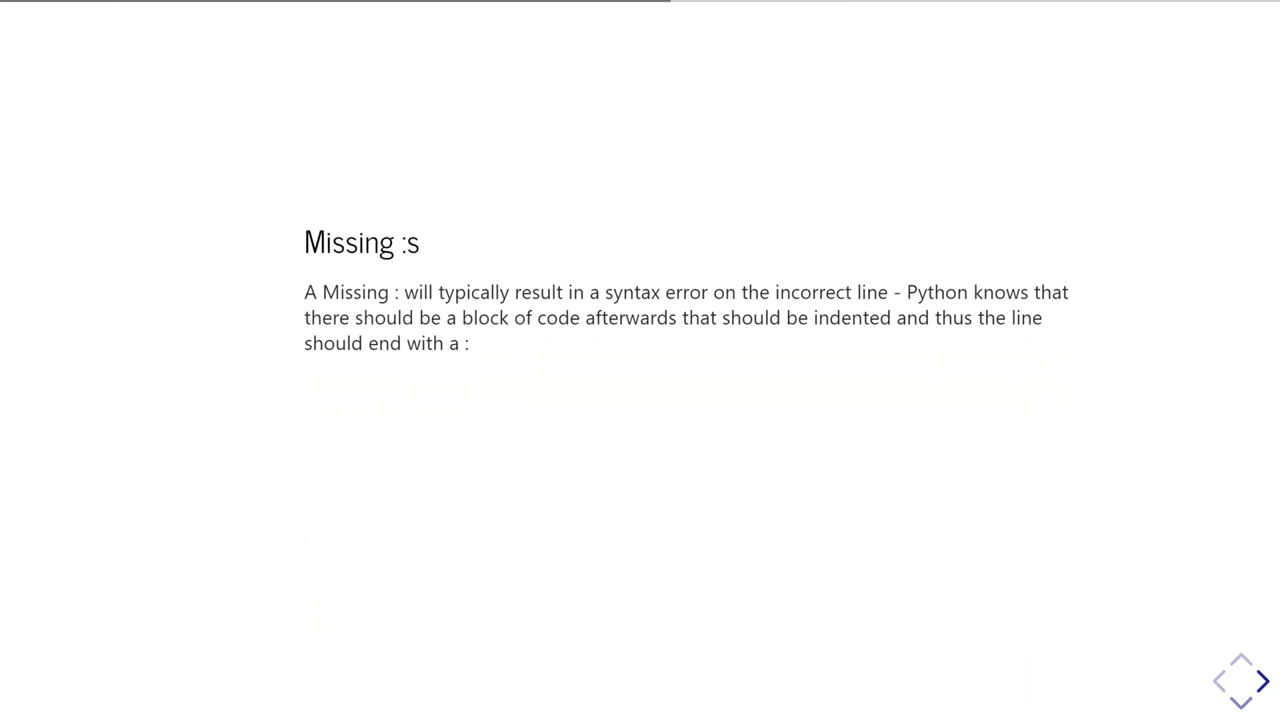 Missing :s
A Missing : will typically result in a syntax error on the incorrect line - Python knows that
there should be a block of code afterwards that should be indented and thus the line
should end with a :